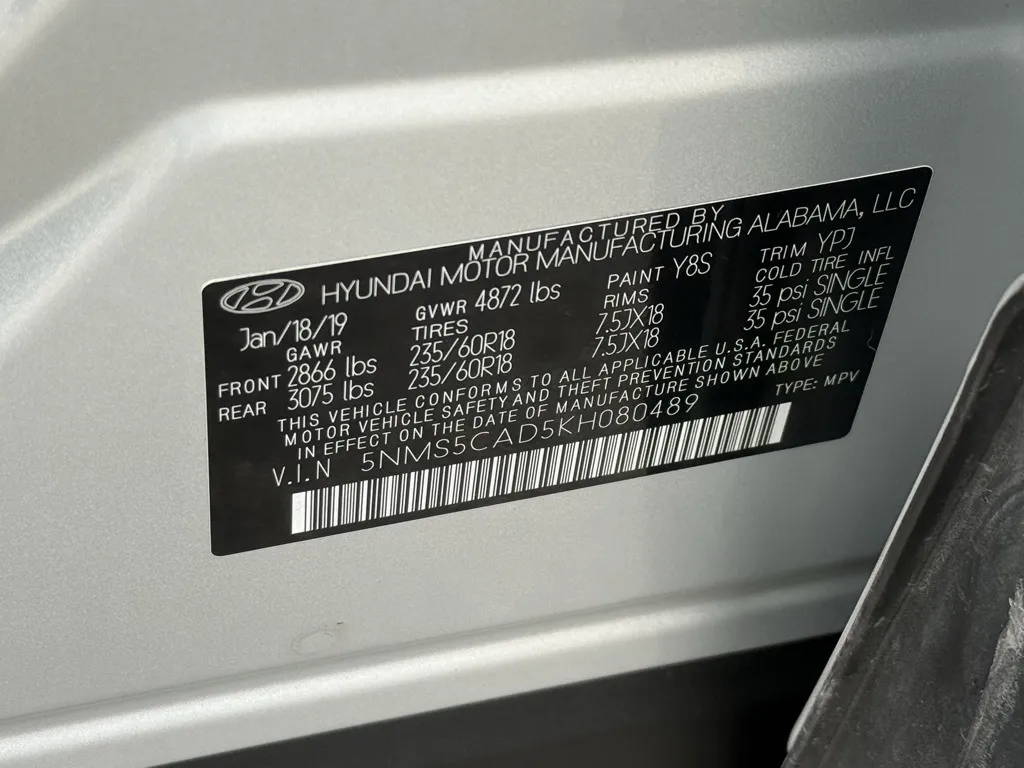 MANUFACTURED BY
HYUNDAI MOTOR MANUFACTURING ALABAMA, LLC
Jan/18/19 GVWR 4872 lbs PAINT Y8S TRIM YPJ
GAWR TIRES RIMS COLD TIRE INFL
FRONT 2866 lbs 235/60R18 7.5JX18 35 psi SINGLE
REAR 3075 lbs 235/60R18 7.5JX18 35 psi SINGLE
THIS VEHICLE CONFORMS TO ALL APPLICABLE U.S.A. FEDERAL
MOTOR VEHICLE SAFETY AND THEFT PREVENTION STANDARDS
IN EFFECT ON THE DATE OF MANUFACTURE SHOWN ABOVE
V.I.N 5NMS5CAD5KH080489 TYPE: MPV